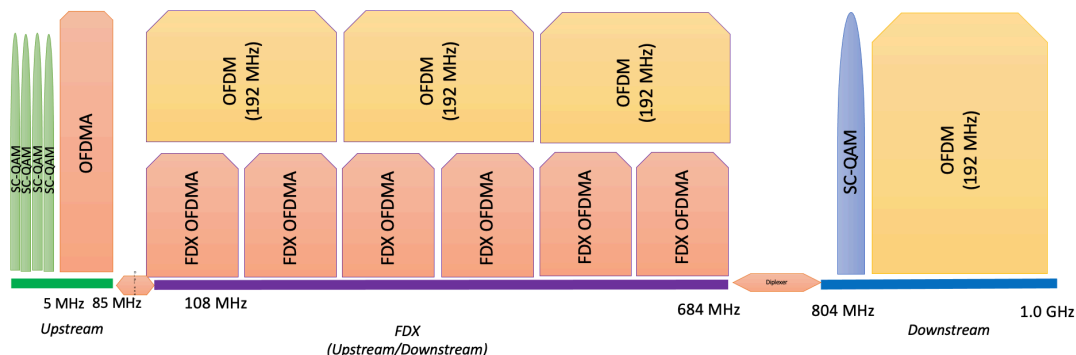 SC-QAM
SC-QAM
SC-QAM
SC-QAM
OFDMA
OFDM
(192 MHz)
OFDM
(192 MHz)
OFDM
(192 MHz)
FDX OFDMA
FDX OFDMA
FDX OFDMA
FDX OFDMA
FDX OFDMA
FDX OFDMA
SC-QAM
OFDM
(192 MHz)
Diplexer
5 MHz
85 MHz
108 MHz
684 MHz
804 MHz
1.0 GHz
Upstream
FDX
(Upstream/Downstream)
Downstream